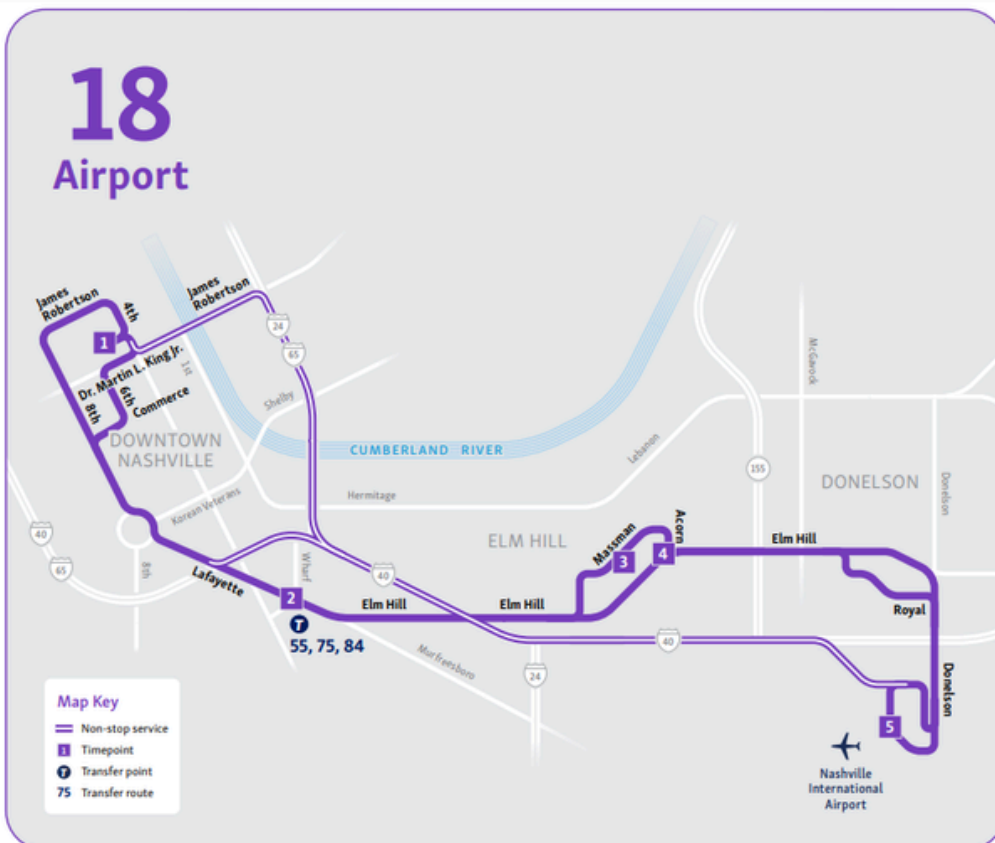 18
Airport
James
Robertson
4th
James
Robertson
24
65
1
Dr. Martin L. King Jr.
1st
6th
8th
Commerce
Shelby
McGavock
DOWNTOWN
NASHVILLE
CUMBERLAND RIVER
Lebanon
155
DONELSON
Donelson
Korean Veterans
Hermitage
40
65
8th
ELM HILL
Massman
3
Acorn
4
Elm Hill
Lafayette
Wharf
40
2
Elm Hill
Elm Hill
Royal
T
55, 75, 84
Murfreesboro
24
40
Donelson
5
Nashville
International
Airport
Map Key
Non-stop service
1 Timepoint
T Transfer point
75 Transfer route